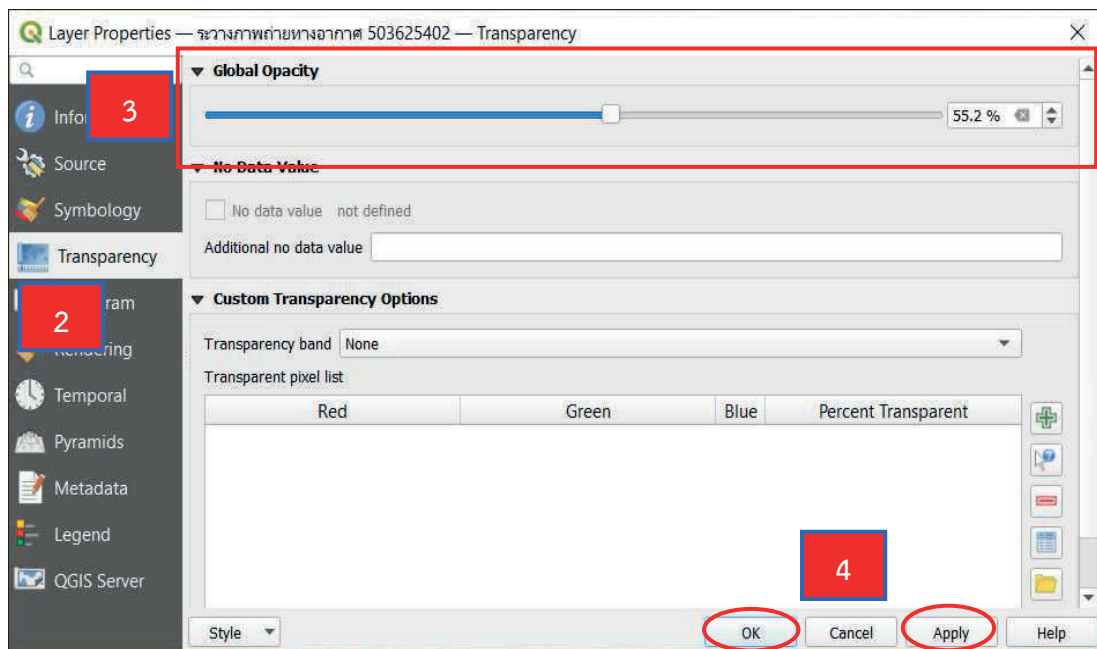 Layer Properties — ระวางภาพถ่ายทางอากาศ 503625402 — Transparency
Global Opacity
3
Infor
55.2 %
Source
No Data Value
Symbology
No data value not defined
Transparency
Additional no data value
2
ram
Custom Transparency Options
Rendering
Transparency band None
Transparent pixel list
Temporal
Red Green Blue Percent Transparent
Pyramids
Metadata
Legend
4
QGIS Server
Style OK Cancel Apply Help